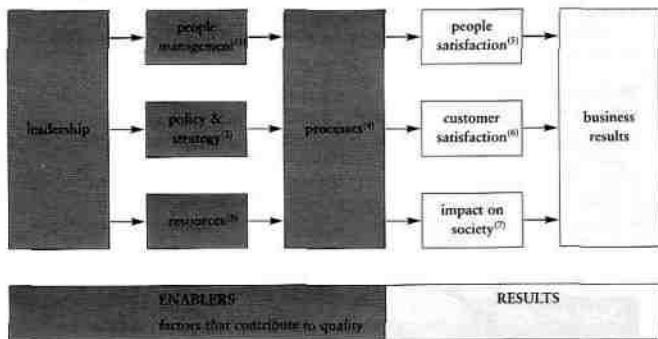 people
management(1)
people
satisfaction(5)
leadership
policy &
strategy(2)
processes(4)
customer
satisfaction(6)
business
results
resources(3)
impact on
society(7)
ENABLERS
RESULTS
factors that contribute to quality